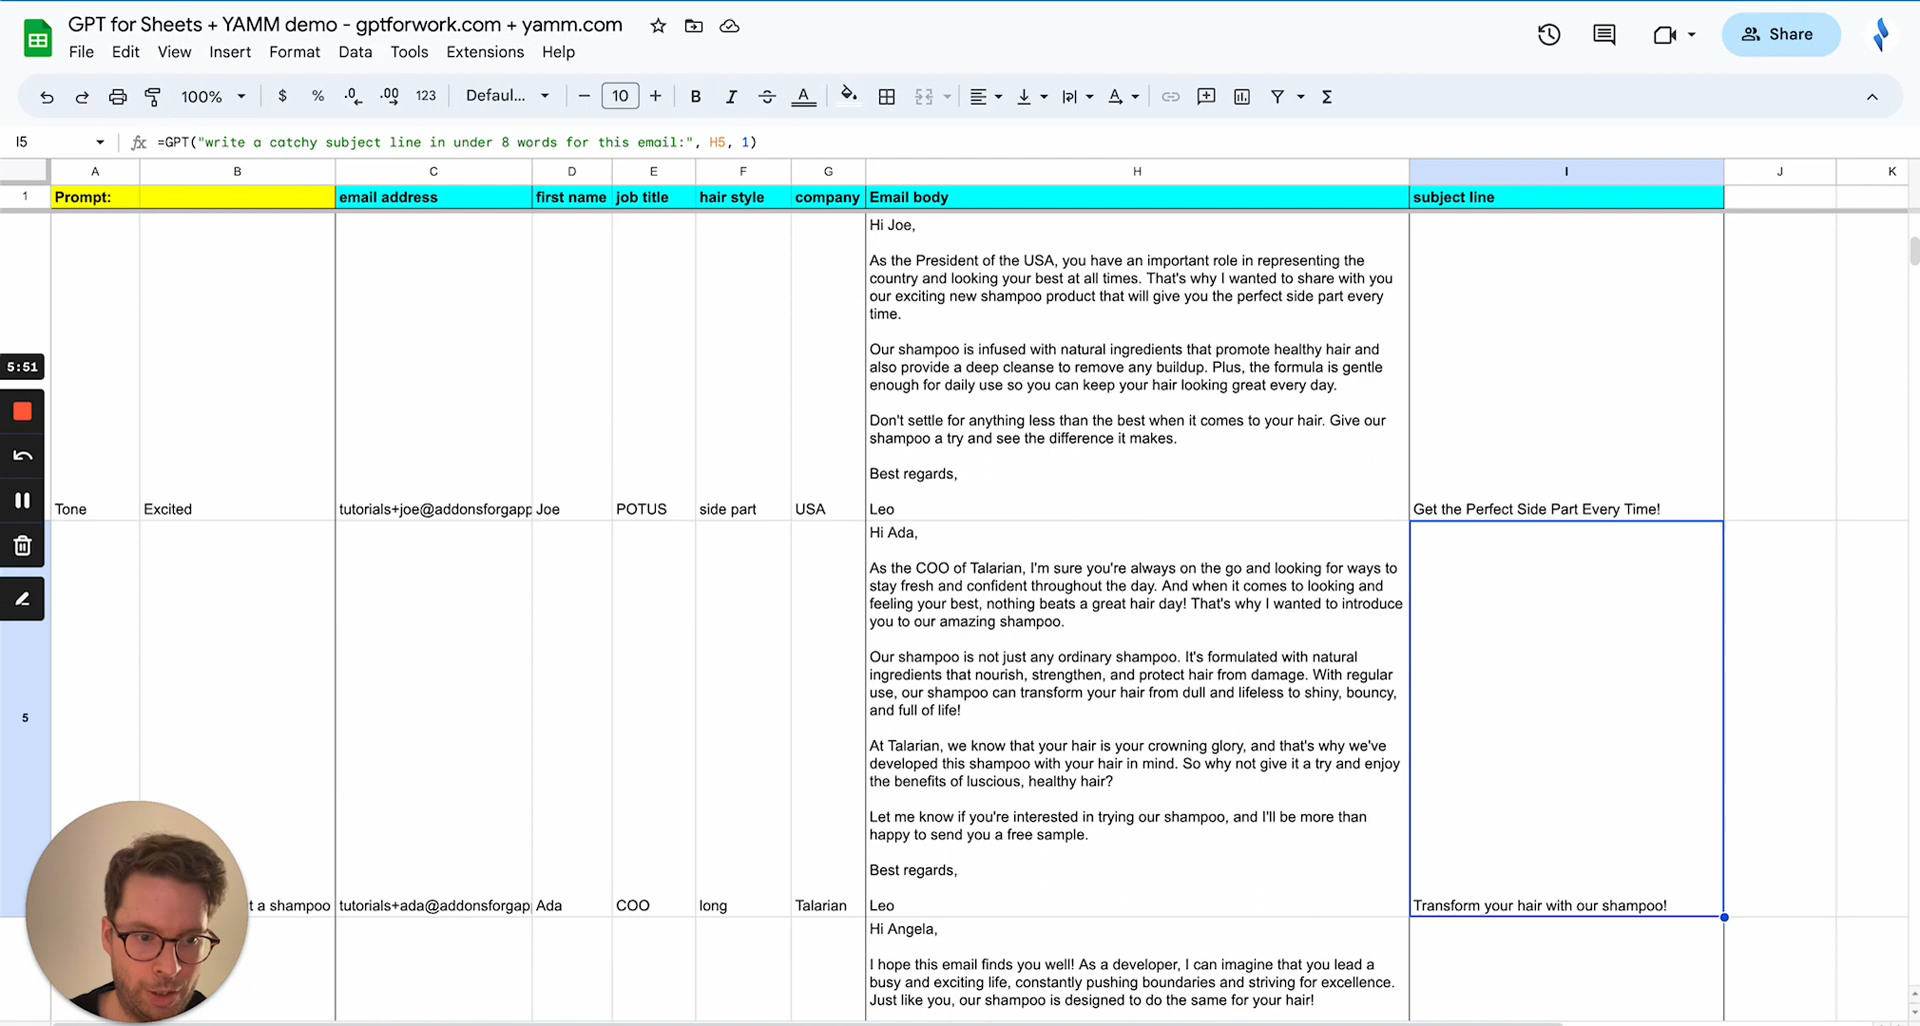 GPT for Sheets + YAMM demo - gptforwork.com + yamm.com
File Edit View Insert Format Data Tools Extensions Help
Share
100% $ % .0 .00 123 Defaul... − 10 + B I A Σ
I5 fx =GPT("write a catchy subject line in under 8 words for this email:", H5, 1)
A B C D E F G H I J K
1 Prompt: email address first name job title hair style company Email body subject line
Hi Joe,
As the President of the USA, you have an important role in representing the
country and looking your best at all times. That's why I wanted to share with you
our exciting new shampoo product that will give you the perfect side part every
time.
Our shampoo is infused with natural ingredients that promote healthy hair and
also provide a deep cleanse to remove any buildup. Plus, the formula is gentle
enough for daily use so you can keep your hair looking great every day.
5:51
Don't settle for anything less than the best when it comes to your hair. Give our
shampoo a try and see the difference it makes.
Best regards,
Tone Excited tutorials+joe@addonsforgapp Joe POTUS side part USA Leo Get the Perfect Side Part Every Time!
Hi Ada,
As the COO of Talarian, I'm sure you're always on the go and looking for ways to
stay fresh and confident throughout the day. And when it comes to looking and
feeling your best, nothing beats a great hair day! That's why I wanted to introduce
you to our amazing shampoo.
Our shampoo is not just any ordinary shampoo. It's formulated with natural
ingredients that nourish, strengthen, and protect hair from damage. With regular
use, our shampoo can transform your hair from dull and lifeless to shiny, bouncy,
and full of life!
5
At Talarian, we know that your hair is your crowning glory, and that's why we've
developed this shampoo with your hair in mind. So why not give it a try and enjoy
the benefits of luscious, healthy hair?
Let me know if you're interested in trying our shampoo, and I'll be more than
happy to send you a free sample.
Best regards,
t a shampoo tutorials+ada@addonsforgap Ada COO long Talarian Leo Transform your hair with our shampoo!
Hi Angela,
I hope this email finds you well! As a developer, I can imagine that you lead a
busy and exciting life, constantly pushing boundaries and striving for excellence.
Just like you, our shampoo is designed to do the same for your hair!